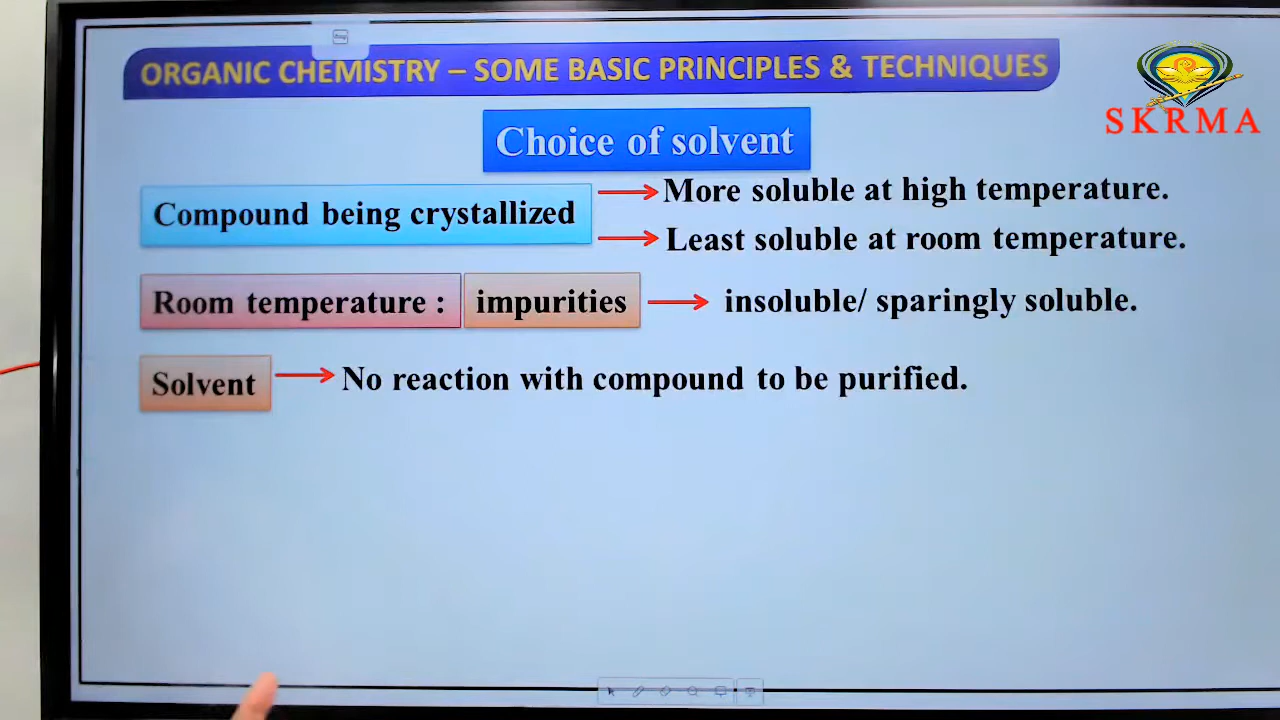 ORGANIC CHEMISTRY – SOME BASIC PRINCIPLES & TECHNIQUES
SKRMA
Choice of solvent
Compound being crystallized
More soluble at high temperature.
Least soluble at room temperature.
Room temperature : impurities insoluble/ sparingly soluble.
Solvent No reaction with compound to be purified.